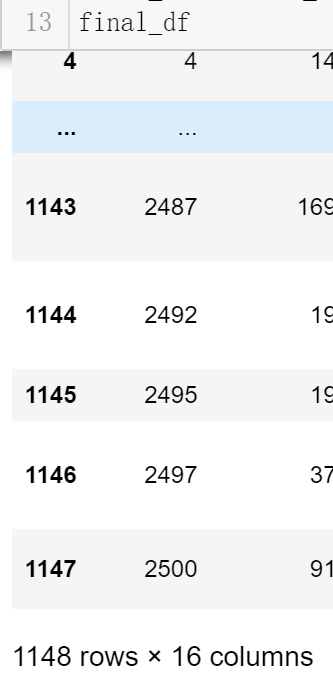 13 final_df
4 4 14
... ...
1143 2487 169
1144 2492 19
1145 2495 19
1146 2497 37
1147 2500 91
1148 rows × 16 columns